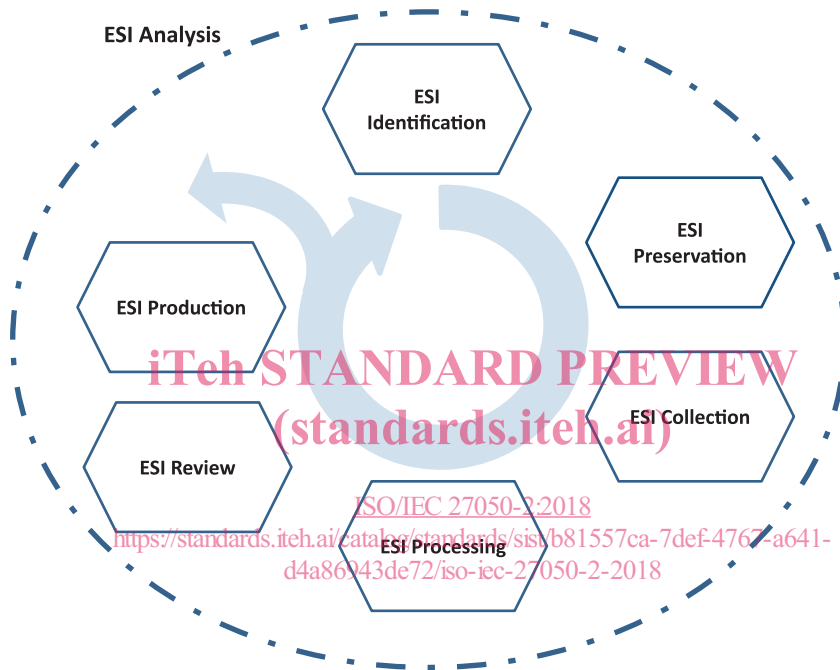 ESI Analysis
ESI
Identification
ESI
Preservation
ESI Production
iTeh STANDARD PREVIEW
(standards.iteh.ai)
ESI Collection
ESI Review
ISO/IEC 27050-2:2018
https://standards.iteh.ai/catalog/standards/sist/b81557ca-7def-4767-a641-
ESI Processing
d4a86943de72/iso-iec-27050-2-2018